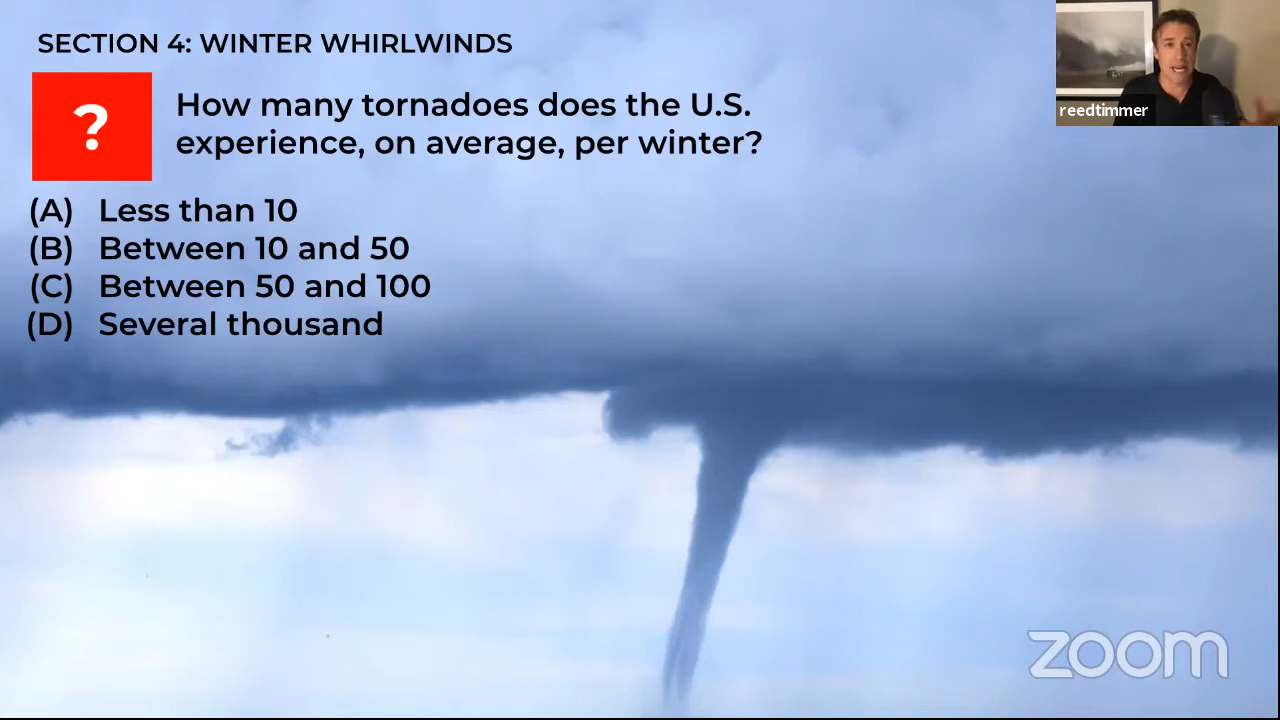 SECTION 4: WINTER WHIRLWINDS
?
How many tornadoes does the U.S.
experience, on average, per winter?
(A) Less than 10
(B) Between 10 and 50
(C) Between 50 and 100
(D) Several thousand
reedtimmer
zoom